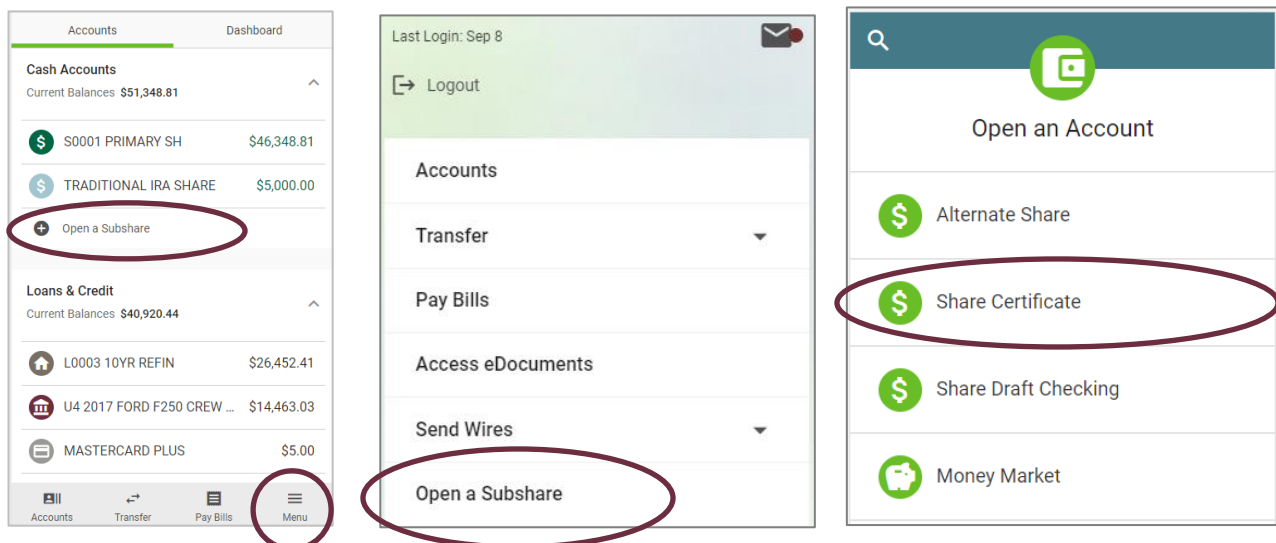 Accounts Dashboard
Cash Accounts
Current Balances $51,348.81
S0001 PRIMARY SH $46,348.81
TRADITIONAL IRA SHARE $5,000.00
Open a Subshare
Loans & Credit
Current Balances $40,920.44
L0003 10YR REFIN $26,452.41
U4 2017 FORD F250 CREW ... $14,463.03
MASTERCARD PLUS $5.00
Accounts Transfer Pay Bills Menu
Last Login: Sep 8
Logout
Accounts
Transfer
Pay Bills
Access eDocuments
Send Wires
Open a Subshare
Open an Account
Alternate Share
Share Certificate
Share Draft Checking
Money Market